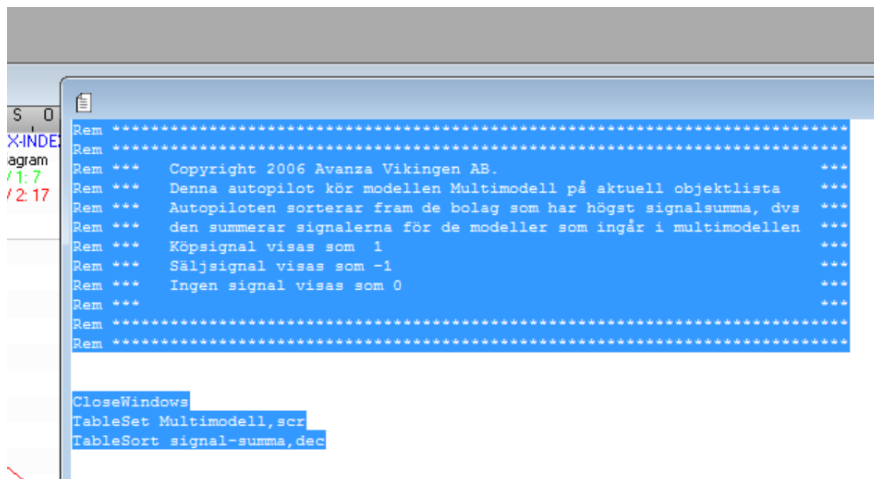 S O
X-INDE
agram
/ 1: 7
/ 2: 17
Rem ****************************************************************************
Rem ****************************************************************************
Rem ***   Copyright 2006 Avanza Vikingen AB.                                 ***
Rem ***   Denna autopilot kör modellen Multimodell på aktuell objektlista    ***
Rem ***   Autopiloten sorterar fram de bolag som har högst signalsumma, dvs  ***
Rem ***   den summerar signalerna för de modeller som ingår i multimodellen  ***
Rem ***   Köpsignal visas som  1                                             ***
Rem ***   Säljsignal visas som -1                                            ***
Rem ***   Ingen signal visas som 0                                           ***
Rem ***                                                                      ***
Rem ****************************************************************************
Rem ****************************************************************************
CloseWindows
TableSet Multimodell,scr
TableSort signal-summa,dec